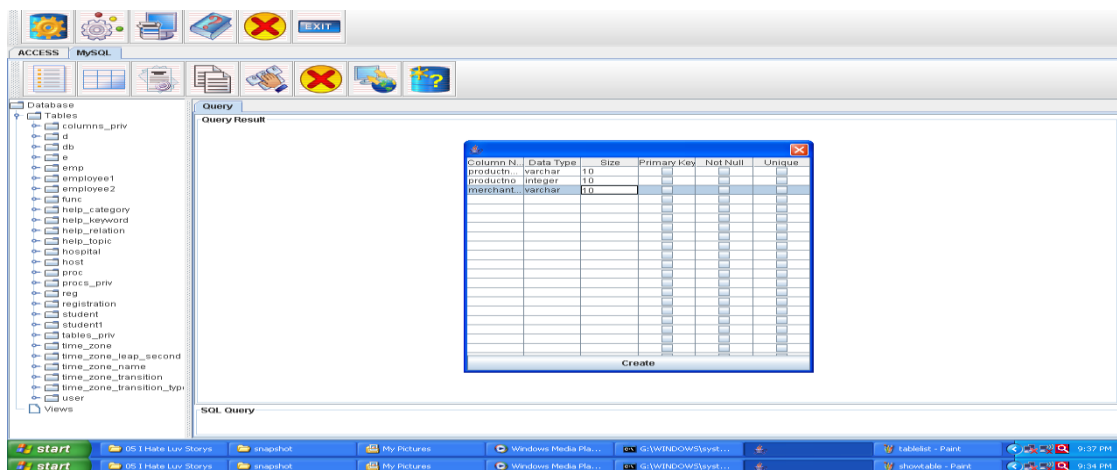 EXIT
ACCESS MySQL
Database
Tables
columns_priv
d
db
e
emp
employee1
employee2
func
help_category
help_keyword
help_relation
help_topic
hospital
host
proc
procs_priv
reg
registration
student
student1
tables_priv
time_zone
time_zone_leap_second
time_zone_name
time_zone_transition
time_zone_transition_typ
user
Views
Query
Query Result
Column N... Data Type Size Primary Key Not Null Unique
productn... varchar 10
productno integer 10
merchant... varchar 10
Create
SQL Query
start 05 I Hate Luv Storys snapshot My Pictures Windows Media Pla... G:\WINDOWS\syst... tablelist - Paint 9:37 PM
start 05 I Hate Luv Storys snapshot My Pictures Windows Media Pla... G:\WINDOWS\syst... showtable - Paint 9:34 PM